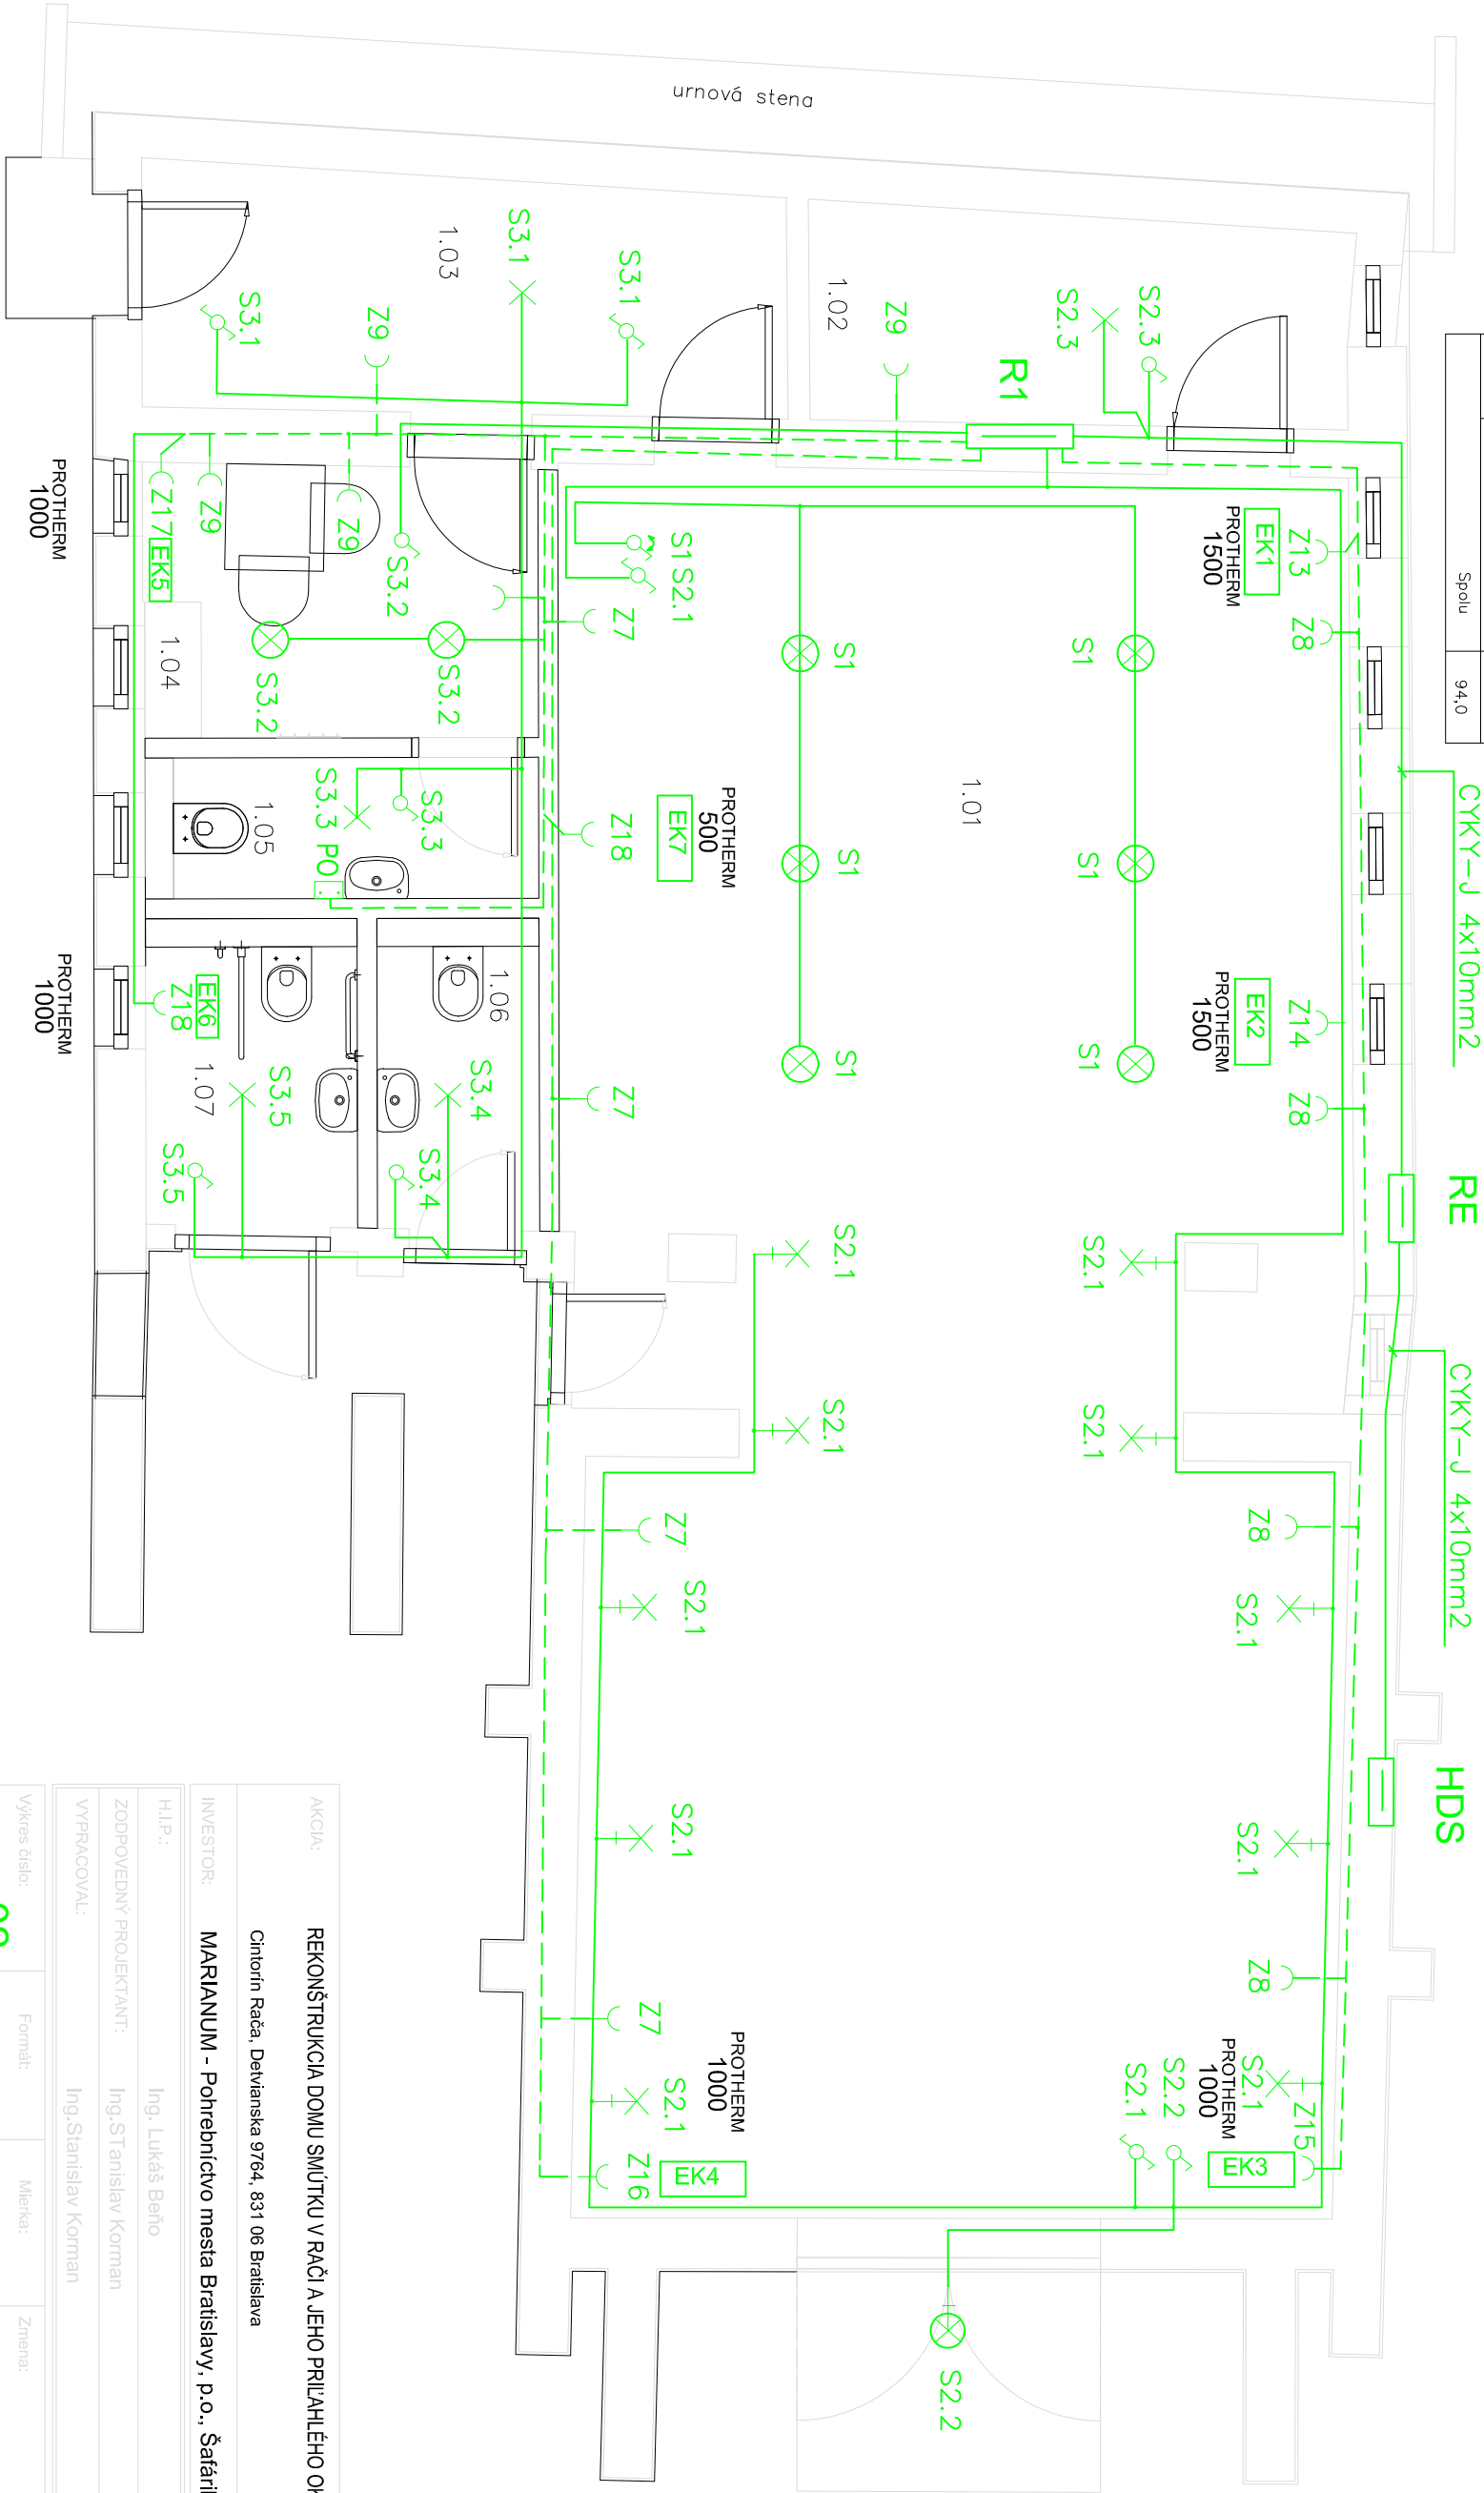 urnová stena
Spolu 94,0
CYKY-J 4x10mm2
CYKY-J 4x10mm2
RE
HDS
R1
1.01
1.02
1.03
1.04
1.05
1.06
1.07
S2.3
S2.3
Z9
S3.1
S3.1
S3.1
Z9
Z13
EK1
PROTHERM
1500
Z8
Z14
EK2
PROTHERM
1500
Z8
S1
S1
S1
S1
S1
S1
S1
S2.1
Z7
Z9
Z9
Z17
EK5
PROTHERM
1000
S3.2
S3.2
S3.2
PROTHERM
500
EK7
Z18
S3.3
S3.3
PO
EK6
Z18
PROTHERM
1000
Z7
S3.4
S3.4
S3.5
S3.5
S2.1
S2.1
S2.1
S2.1
Z8
Z7
S2.1
S2.1
S2.1
S2.1
Z8
Z7
S2.1
S2.1
PROTHERM
1000
EK4
Z16
PROTHERM
1000
EK3
Z15
S2.1
S2.2
S2.2
AKCIA:
REKONŠTRUKCIA DOMU SMÚTKU V RAČI A JEHO PRIĽAHLÉHO
Cintorín Rača, Detvianska 9764, 831 06 Bratislava
INVESTOR: MARIANUM - Pohrebníctvo mesta Bratislavy, p.o.,
H.I.P.: Ing. Lukáš Beňo
ZODPOVEDNÝ PROJEKTANT: Ing.STanislav Korman
VYPRACOVAL: Ing.Stanislav Korman
Výkres číslo: Formát: Mierka: Zmena: